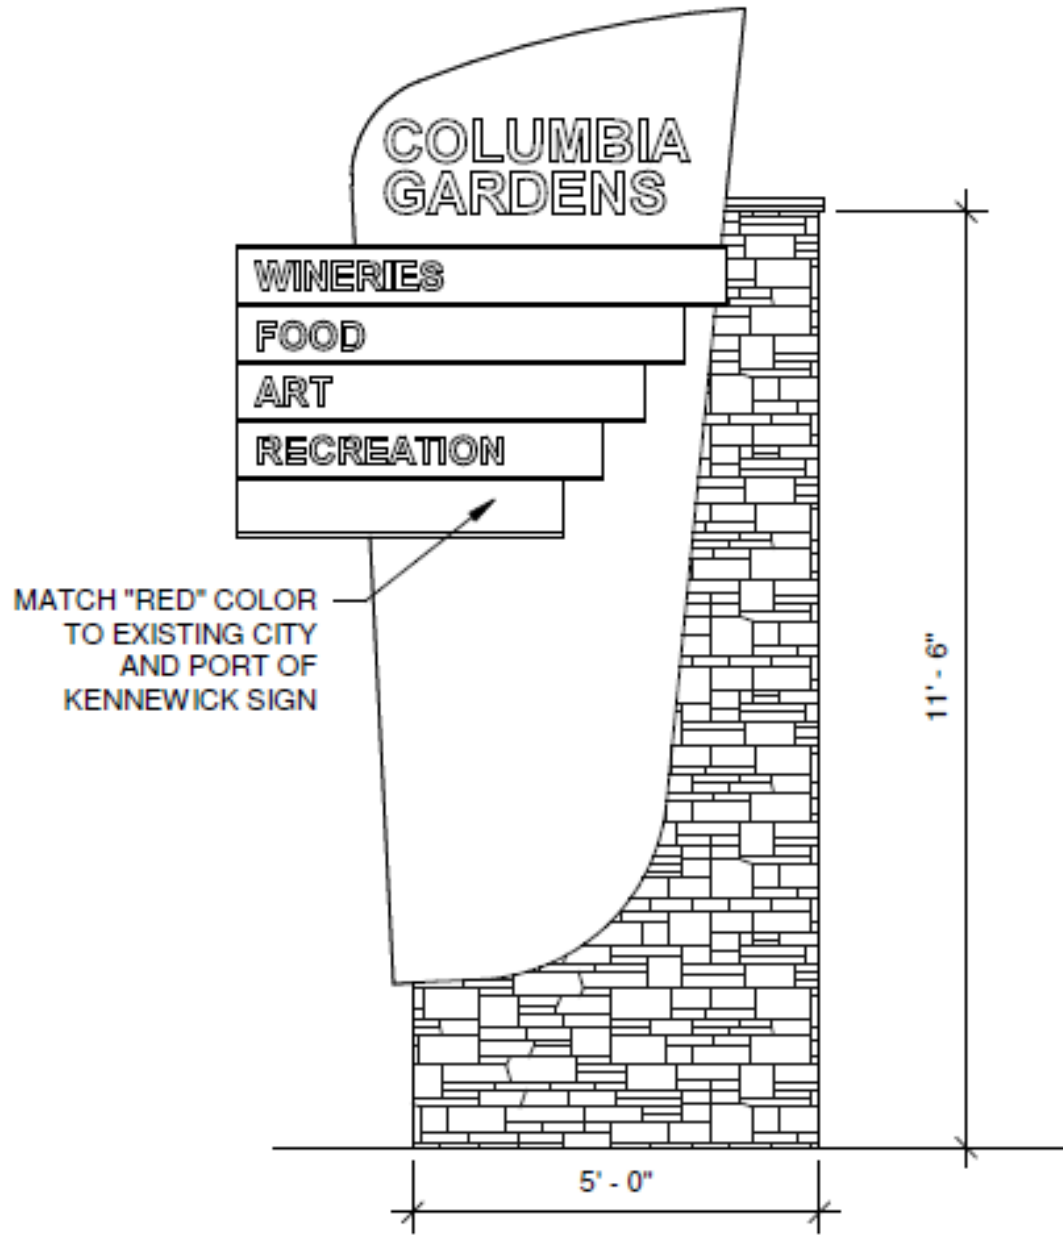 COLUMBIA
GARDENS
WINERIES
FOOD
ART
RECREATION
MATCH "RED" COLOR
TO EXISTING CITY
AND PORT OF
KENNEWICK SIGN
11' - 6"
5' - 0"